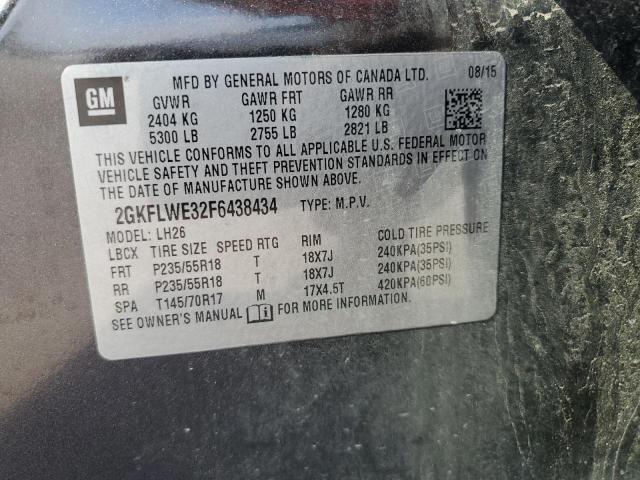 GM
MFD BY GENERAL MOTORS OF CANADA LTD. 08/15
GVWR GAWR FRT GAWR RR
2404 KG 1250 KG 1280 KG
5300 LB 2755 LB 2821 LB
THIS VEHICLE CONFORMS TO ALL APPLICABLE U.S. FEDERAL MOTOR
VEHICLE SAFETY AND THEFT PREVENTION STANDARDS IN EFFECT ON
THE DATE OF MANUFACTURE SHOWN ABOVE.
2GKFLWE32F6438434 TYPE: M.P.V.
MODEL: LH26
LBCX TIRE SIZE SPEED RTG RIM COLD TIRE PRESSURE
FRT P235/55R18 T 18X7J 240KPA(35PSI)
RR P235/55R18 T 18X7J 240KPA(35PSI)
SPA T145/70R17 M 17X4.5T 420KPA(60PSI)
SEE OWNER'S MANUAL FOR MORE INFORMATION.